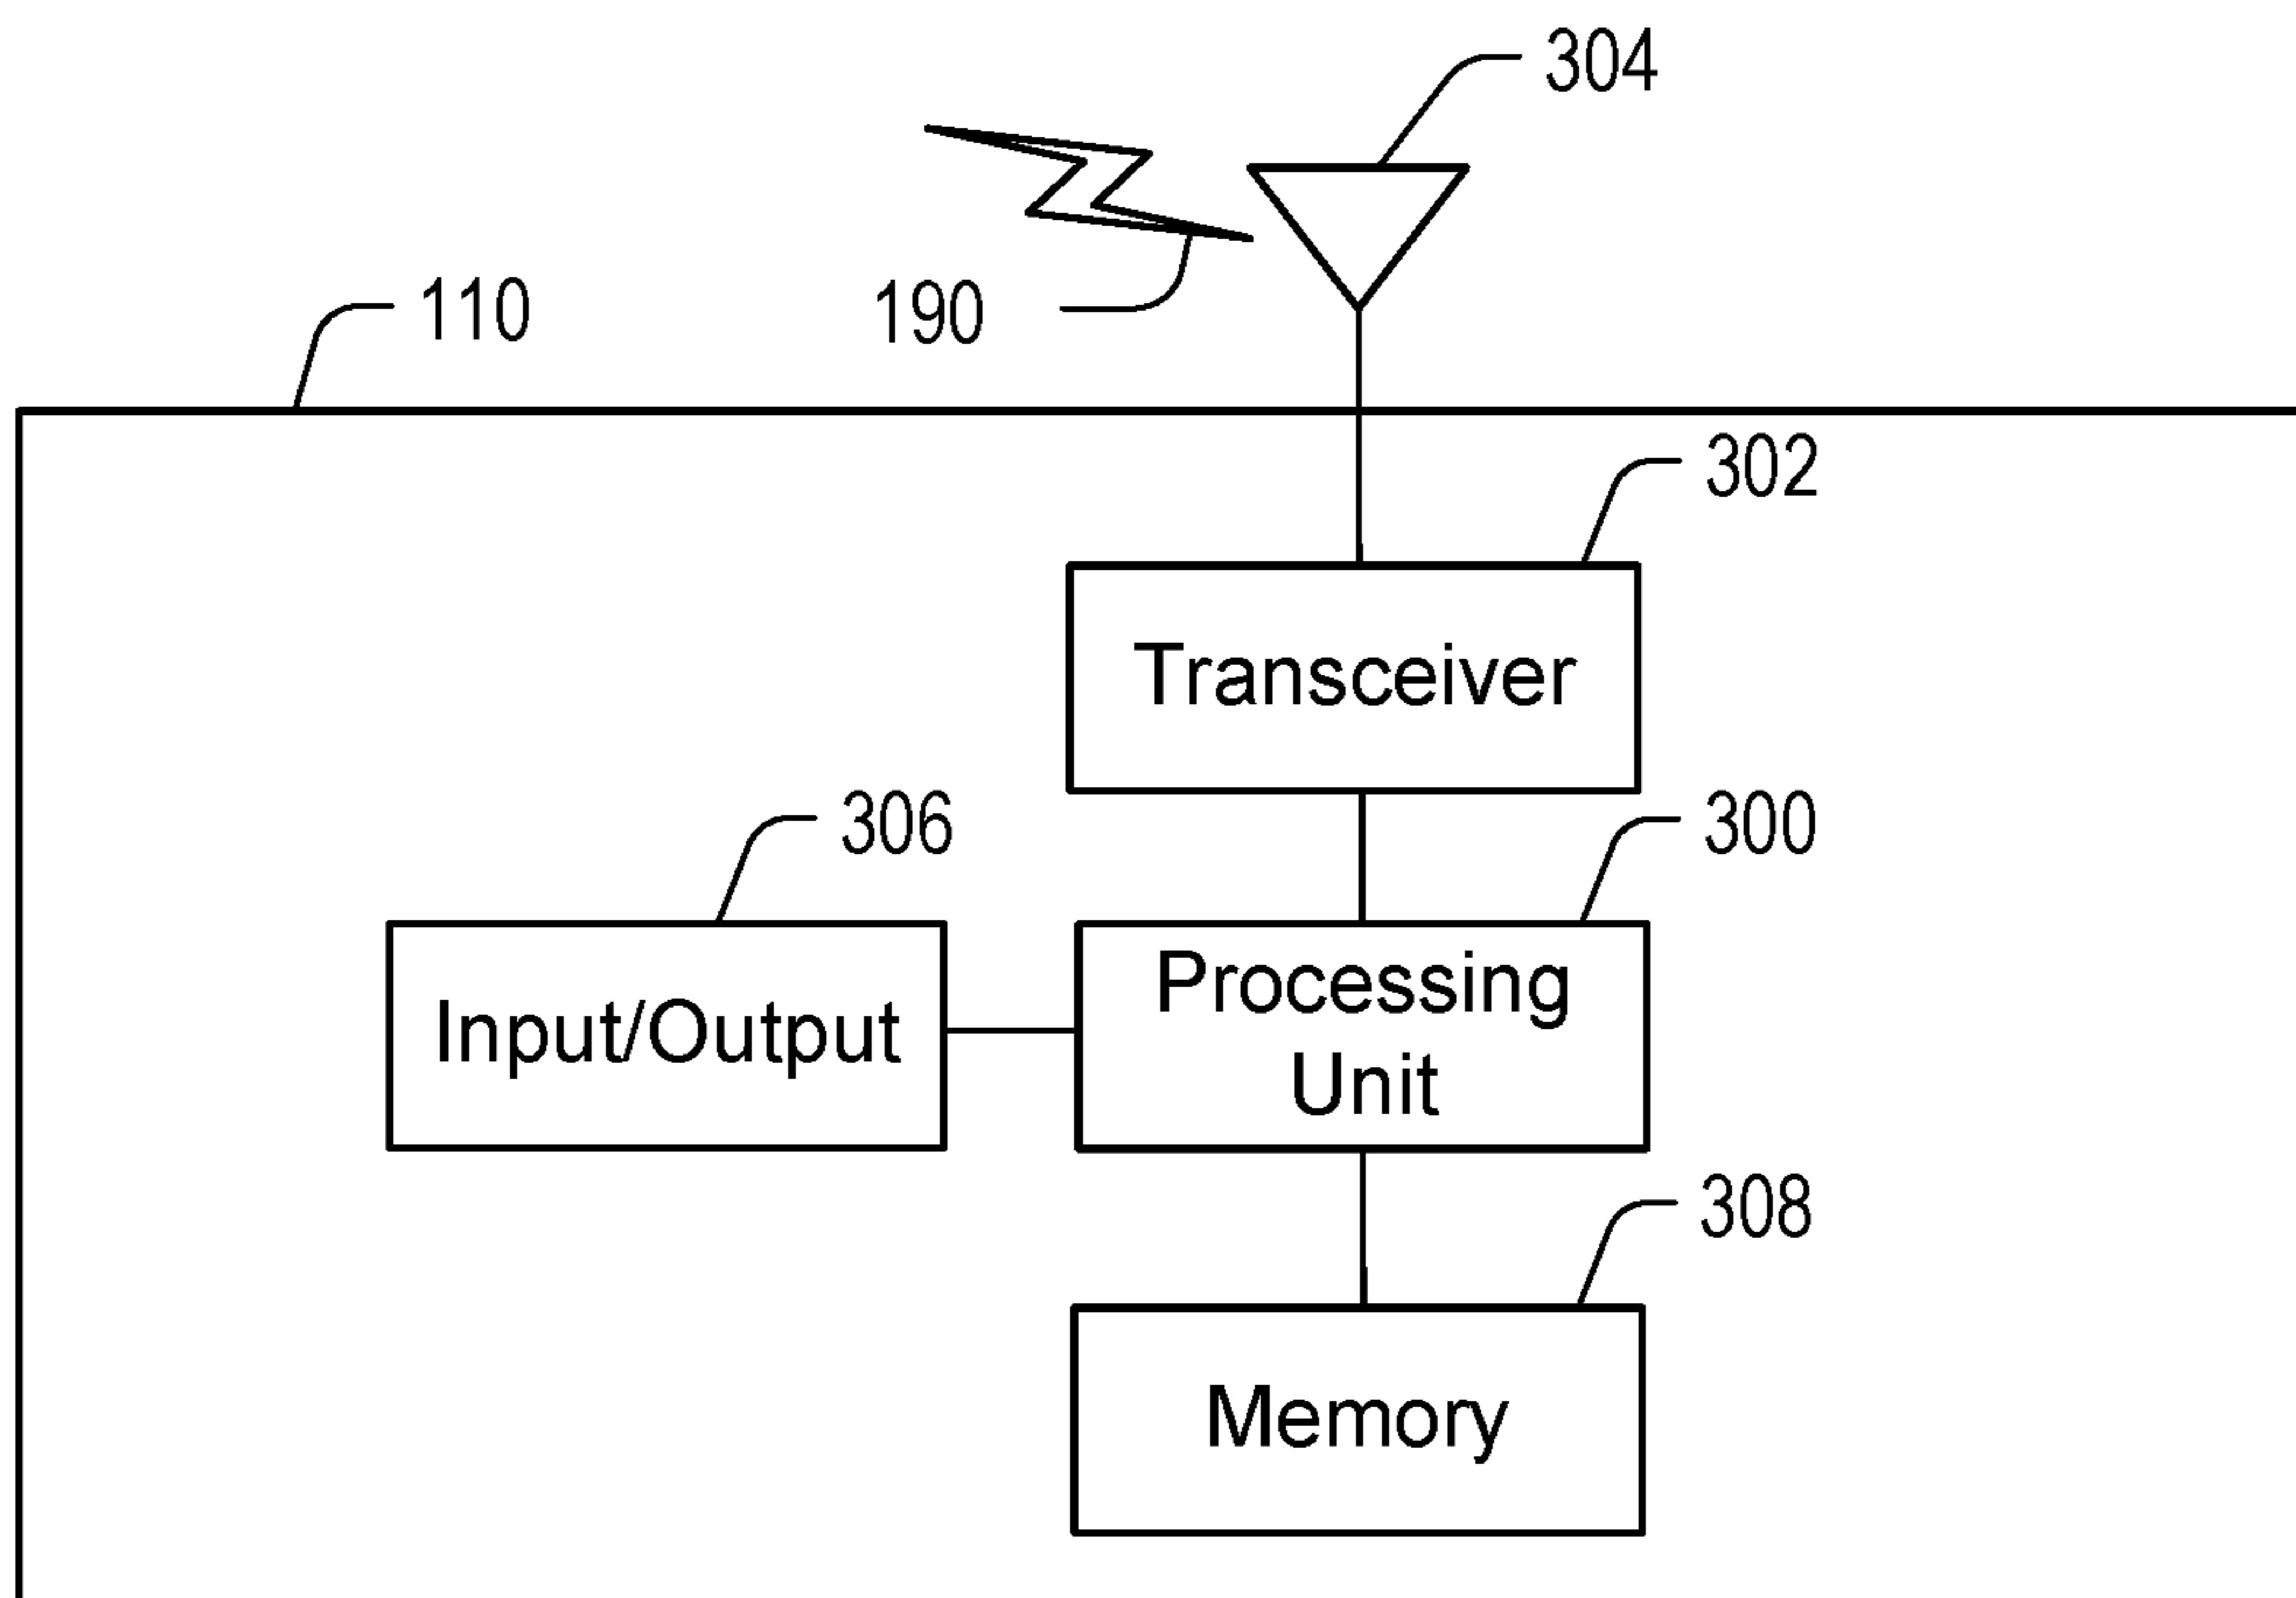 304
190
110
302
Transceiver
306
300
Input/Output
Processing
Unit
308
Memory